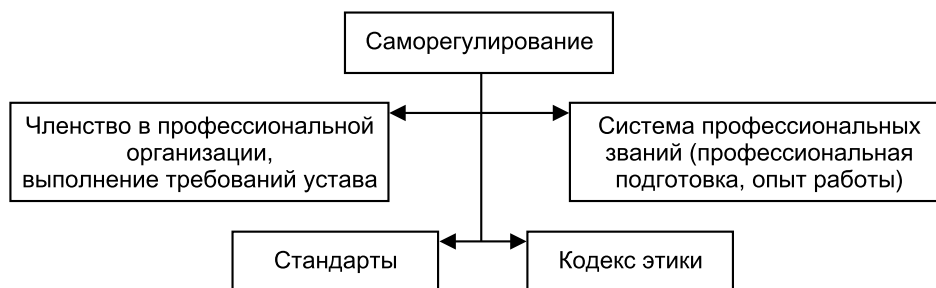 Саморегулирование
Членство в профессиональной
организации,
выполнение требований устава
Система профессиональных
званий (профессиональная
подготовка, опыт работы)
Стандарты
Кодекс этики